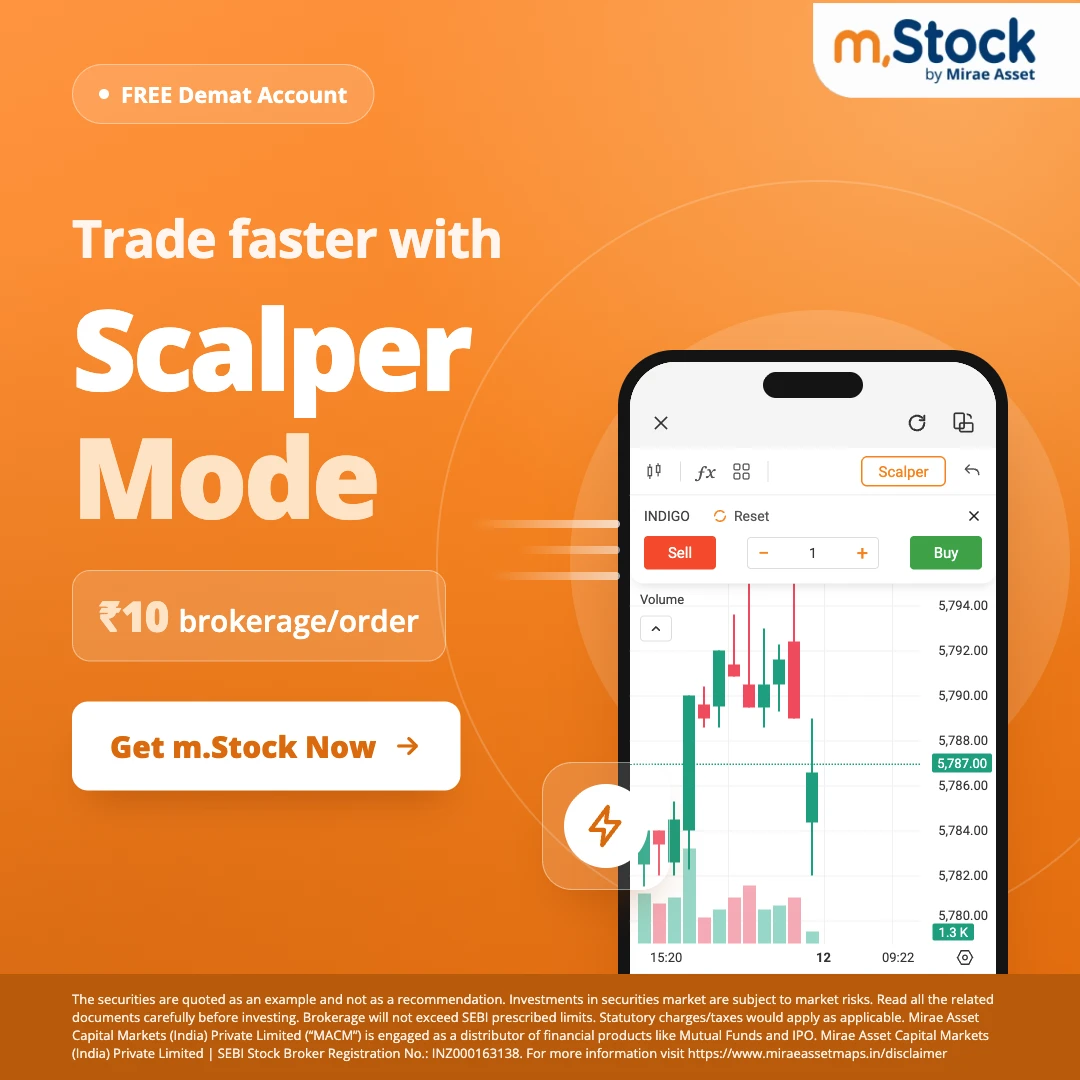 m.Stock
by Mirae Asset
FREE Demat Account
Trade faster with
Scalper
Mode
₹10 brokerage/order
Get m.Stock Now →
fx
Scalper
INDIGO
Reset
Sell
− 1 +
Buy
Volume
5,794.00
5,792.00
5,790.00
5,788.00
5,787.00
5,786.00
5,784.00
5,782.00
5,780.00
1.3 K
15:20 12 09:22
The securities are quoted as an example and not as a recommendation. Investments in securities market are subject to market risks. Read all the related
documents carefully before investing. Brokerage will not exceed SEBI prescribed limits. Statutory charges/taxes would apply as applicable. Mirae Asset
Capital Markets (India) Private Limited (“MACM”) is engaged as a distributor of financial products like Mutual Funds and IPO. Mirae Asset Capital Markets
(India) Private Limited | SEBI Stock Broker Registration No.: INZ000163138. For more information visit https://www.miraeassetmaps.in/disclaimer